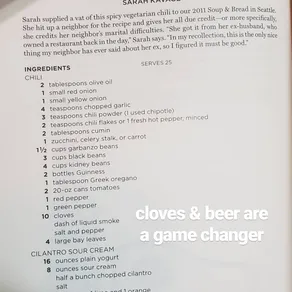 SARAH
Sarah supplied a vat of this spicy vegetarian chili to our 2011 Soup & Bread in Seattle.
She hit up a neighbor for the recipe and gives her all due credit—or more specifically,
she credits her neighbor's marital difficulties. "She got it from her ex-husband, who
owned a restaurant back in the day," Sarah says. "In my recollection, this is the only nice
thing my neighbor has ever said about her ex, so I figured it must be good."
SERVES 25
INGREDIENTS
CHILI
2 tablespoons olive oil
1 small red onion
1 small yellow onion
4 teaspoons chopped garlic
3 teaspoons chili powder (I used chipotle)
2 teaspoons chili flakes or 1 fresh hot pepper, minced
2 tablespoons cumin
1 zucchini, celery stalk, or carrot
1½ cups garbanzo beans
3 cups black beans
4 cups kidney beans
2 bottles Guinness
1 tablespoon Greek oregano
2 20-oz cans tomatoes
1 red pepper
1 green pepper
10 cloves
dash of liquid smoke
salt and pepper
4 large bay leaves
cloves & beer are
a game changer
CILANTRO SOUR CREAM
16 ounces plain yogurt
8 ounces sour cream
half a bunch chopped cilantro
salt
and 1 orange